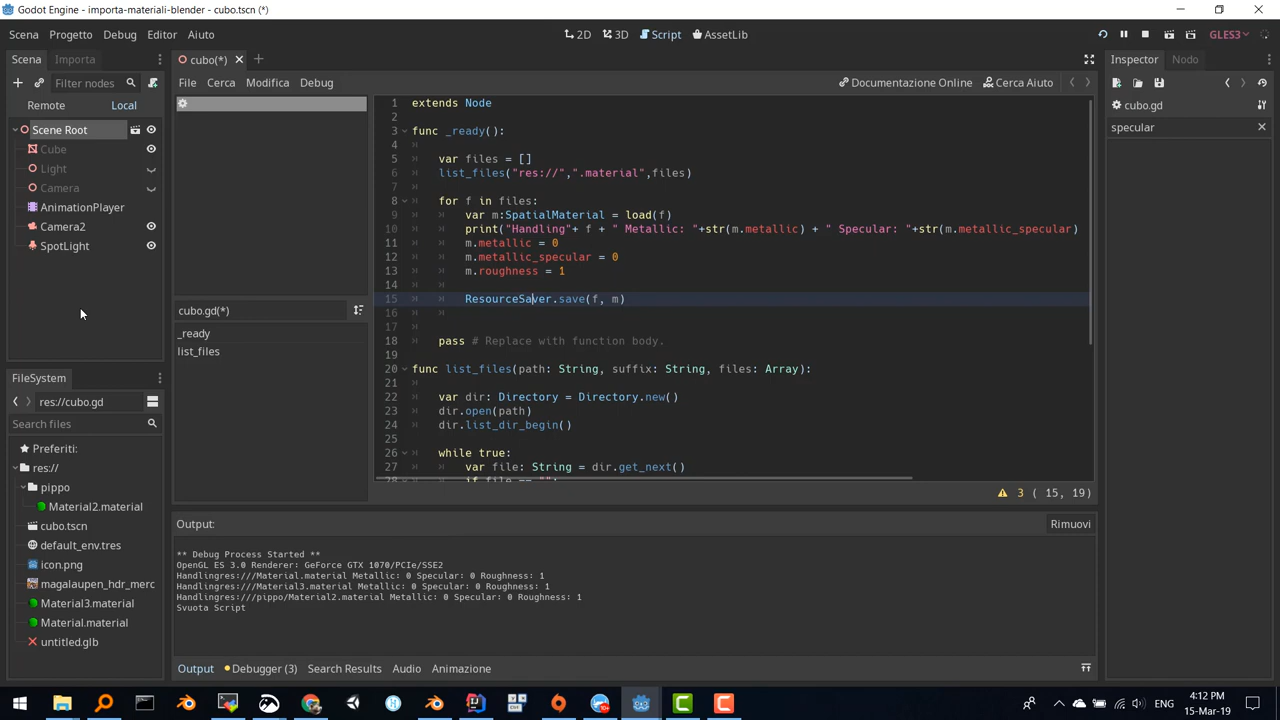 Godot Engine - importa-materiali-blender - cubo.tscn (*)
Scena Progetto Debug Editor Aiuto
2D 3D Script AssetLib
GLES3
Scena Importa
cubo(*)
Inspector Nodo
Filter nodes
File Cerca Modifica Debug
Documentazione Online Cerca Aiuto
Remote Local
cubo.gd
specular
Scene Root
Cube
Light
Camera
AnimationPlayer
Camera2
SpotLight
cubo.gd(*)
_ready
list_files
1 extends Node
2
3 func _ready():
4
5 var files = []
6 list_files("res://",".material",files)
7
8 for f in files:
9 var m:SpatialMaterial = load(f)
10 print("Handling"+ f + " Metallic: "+str(m.metallic) + " Specular: "+str(m.metallic_specular)
11 m.metallic = 0
12 m.metallic_specular = 0
13 m.roughness = 1
14
15 ResourceSaver.save(f, m)
16
17
18 pass # Replace with function body.
19
20 func list_files(path: String, suffix: String, files: Array):
21
22 var dir: Directory = Directory.new()
23 dir.open(path)
24 dir.list_dir_begin()
25
26 while true:
27 var file: String = dir.get_next()
28 if file == "":
3 ( 15, 19)
FileSystem
res://cubo.gd
Search files
Preferiti:
res://
pippo
Material2.material
cubo.tscn
default_env.tres
icon.png
magalaupen_hdr_merc
Material3.material
Material.material
untitled.glb
Output: Rimuovi
** Debug Process Started **
OpenGL ES 3.0 Renderer: GeForce GTX 1070/PCIe/SSE2
Handlingres:///Material.material Metallic: 0 Specular: 0 Roughness: 1
Handlingres:///Material3.material Metallic: 0 Specular: 0 Roughness: 1
Handlingres:///pippo/Material2.material Metallic: 0 Specular: 0 Roughness: 1
Svuota Script
Output Debugger (3) Search Results Audio Animazione
10+
ENG
4:12 PM
15-Mar-19